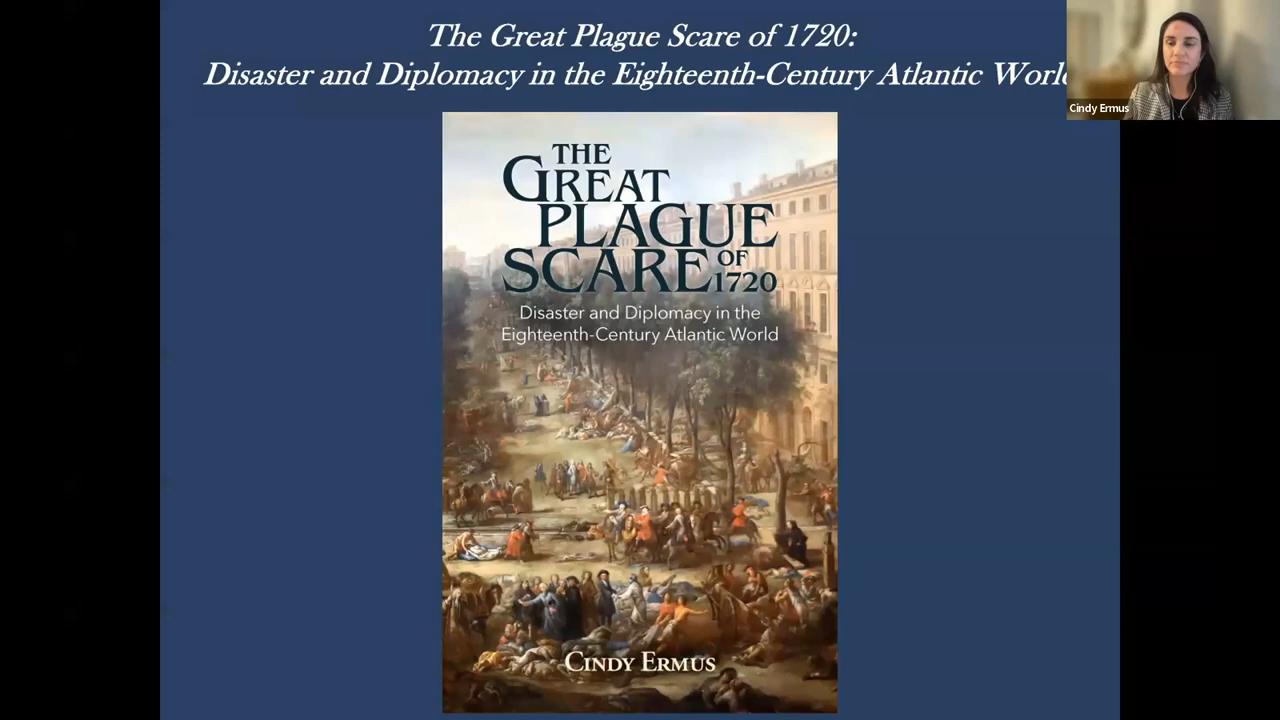 The Great Plague Scare of 1720:
Disaster and Diplomacy in the Eighteenth-Century Atlantic World
Cindy Ermus
THE
GREAT
PLAGUE
SCARE OF
1720
Disaster and Diplomacy in the
Eighteenth-Century Atlantic World
CINDY ERMUS